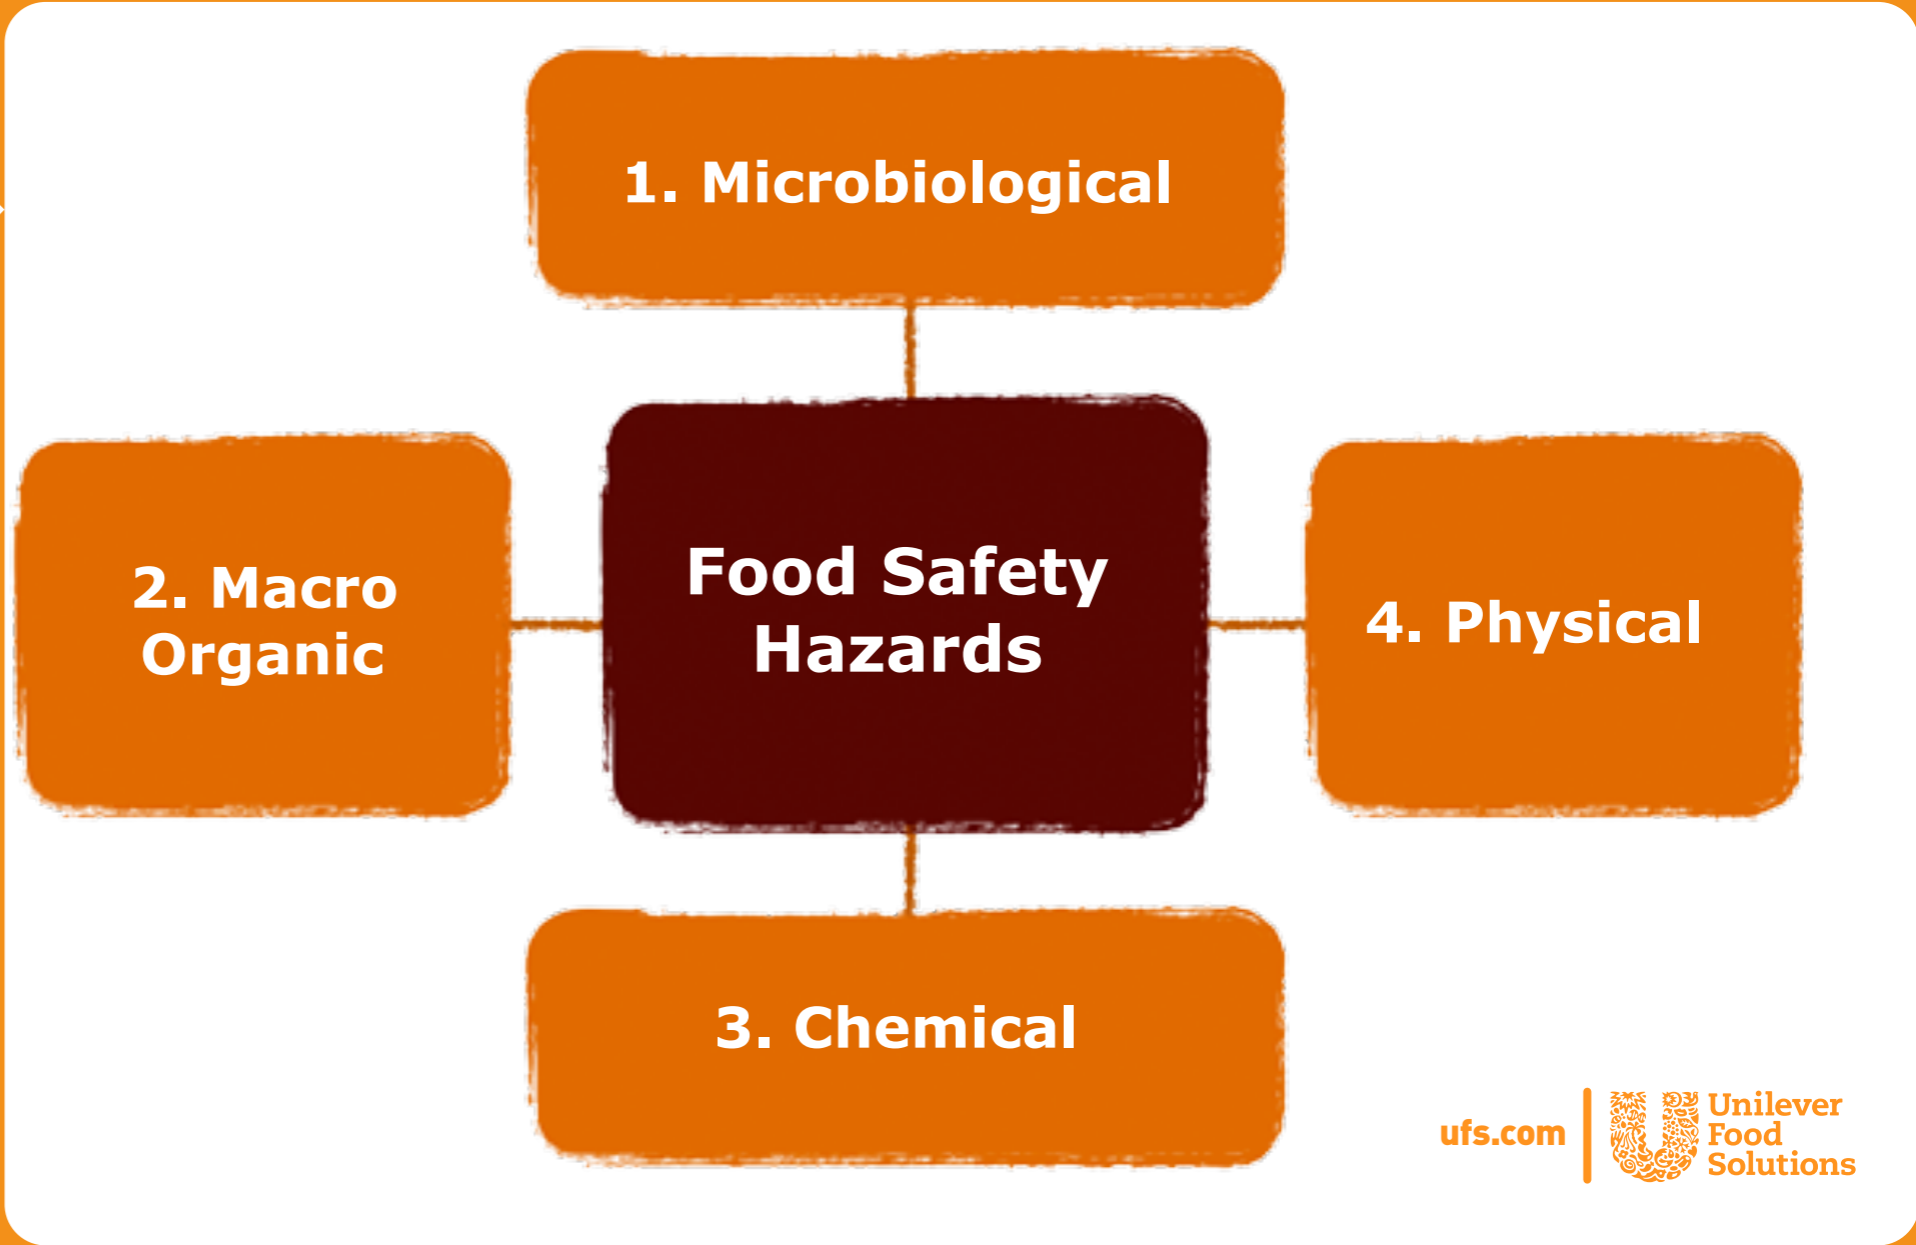 1. Microbiological
2. Macro
Organic
Food Safety
Hazards
4. Physical
3. Chemical
ufs.com
Unilever
Food
Solutions